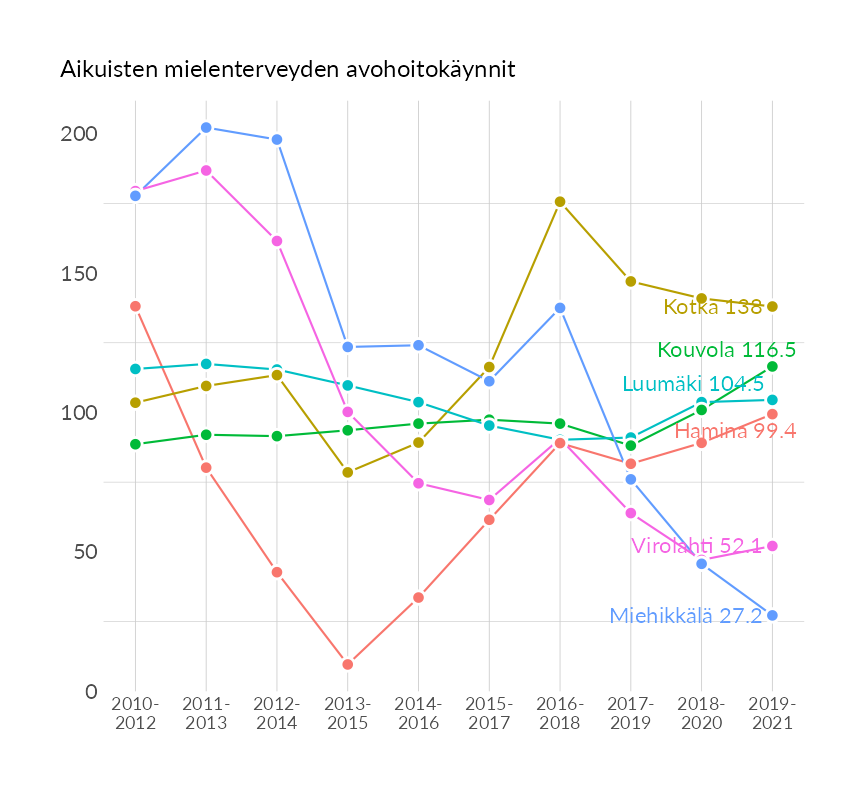 Aikuisten mielenterveyden avohoitokäynnit
200
150
100
50
0
Kotka 138
Kouvola 116.5
Luumäki 104.5
Hamina 99.4
Virolahti 52.1
Miehikkälä 27.2
2010- 2011- 2012- 2013- 2014- 2015- 2016- 2017- 2018- 2019-
2012 2013 2014 2015 2016 2017 2018 2019 2020 2021